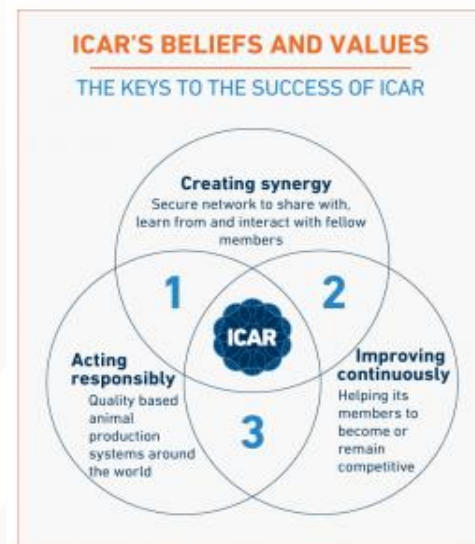 ICAR'S BELIEFS AND VALUES
THE KEYS TO THE SUCCESS OF ICAR
Creating synergy
Secure network to share with,
learn from and interact with fellow
members
1
2
ICAR
Acting
responsibly
Quality based
animal
production
systems around
the world
Improving
continuously
Helping its
members to
become or
remain
competitive
3